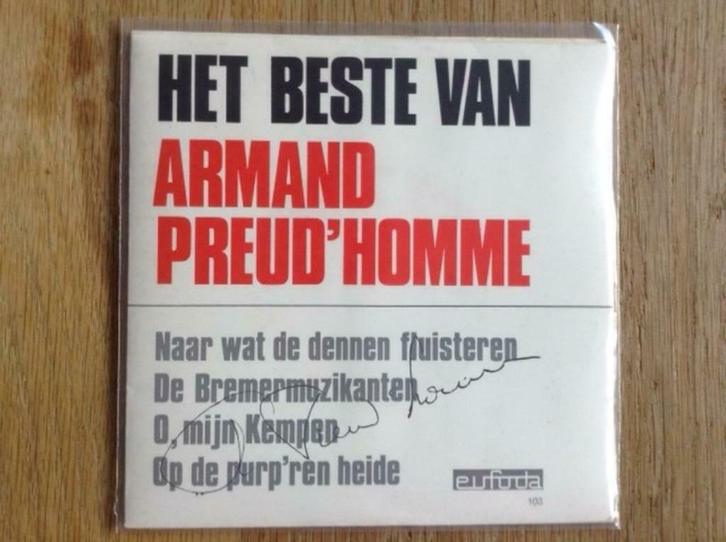 HET BESTE VAN
ARMAND
PREUD'HOMME
Naar wat de dennen fluisteren
De Bremermuzikanten
O, mijn Kempen
Op de purp'ren heide
eufoda
103